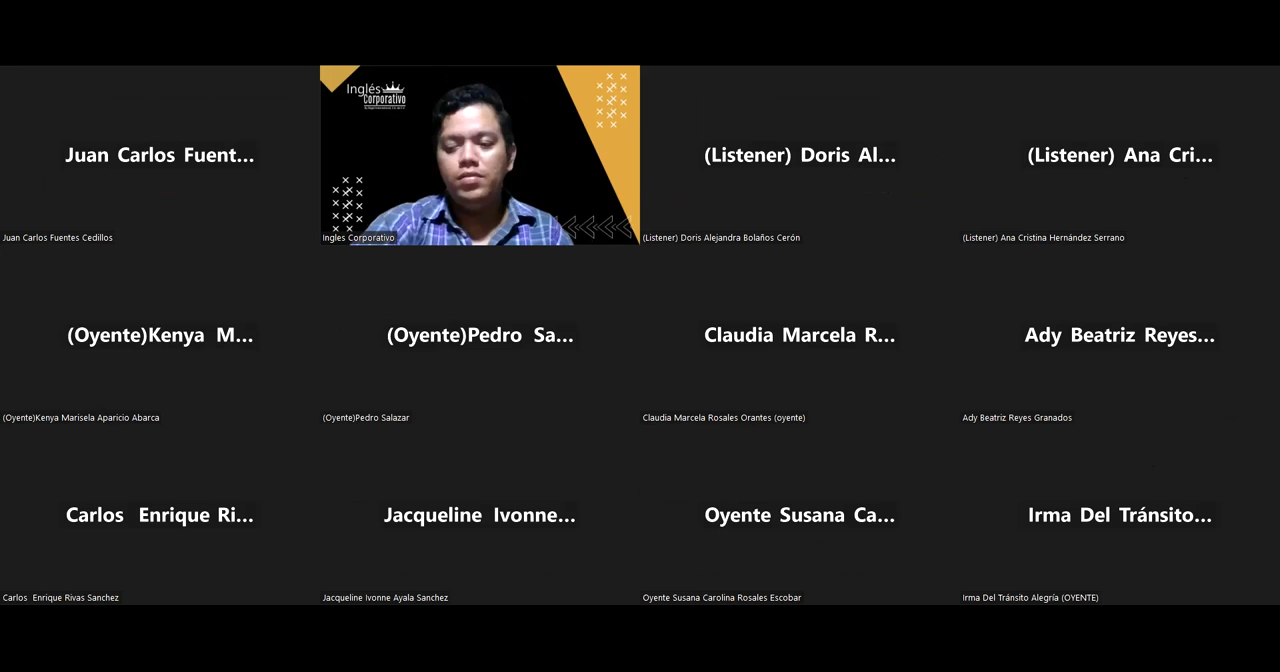 Juan Carlos Fuent...
Juan Carlos Fuentes Cedillos
Inglés
Corporativo
Ingles Corporativo
(Listener) Doris Al...
(Listener) Doris Alejandra Bolaños Cerón
(Listener) Ana Cri...
(Listener) Ana Cristina Hernández Serrano
(Oyente)Kenya M...
(Oyente)Kenya Marisela Aparicio Abarca
(Oyente)Pedro Sa...
(Oyente)Pedro Salazar
Claudia Marcela R...
Claudia Marcela Rosales Orantes (oyente)
Ady Beatriz Reyes...
Ady Beatriz Reyes Granados
Carlos Enrique Ri...
Carlos Enrique Rivas Sanchez
Jacqueline Ivonne...
Jacqueline Ivonne Ayala Sanchez
Oyente Susana Ca...
Oyente Susana Carolina Rosales Escobar
Irma Del Tránsito...
Irma Del Tránsito Alegría (OYENTE)